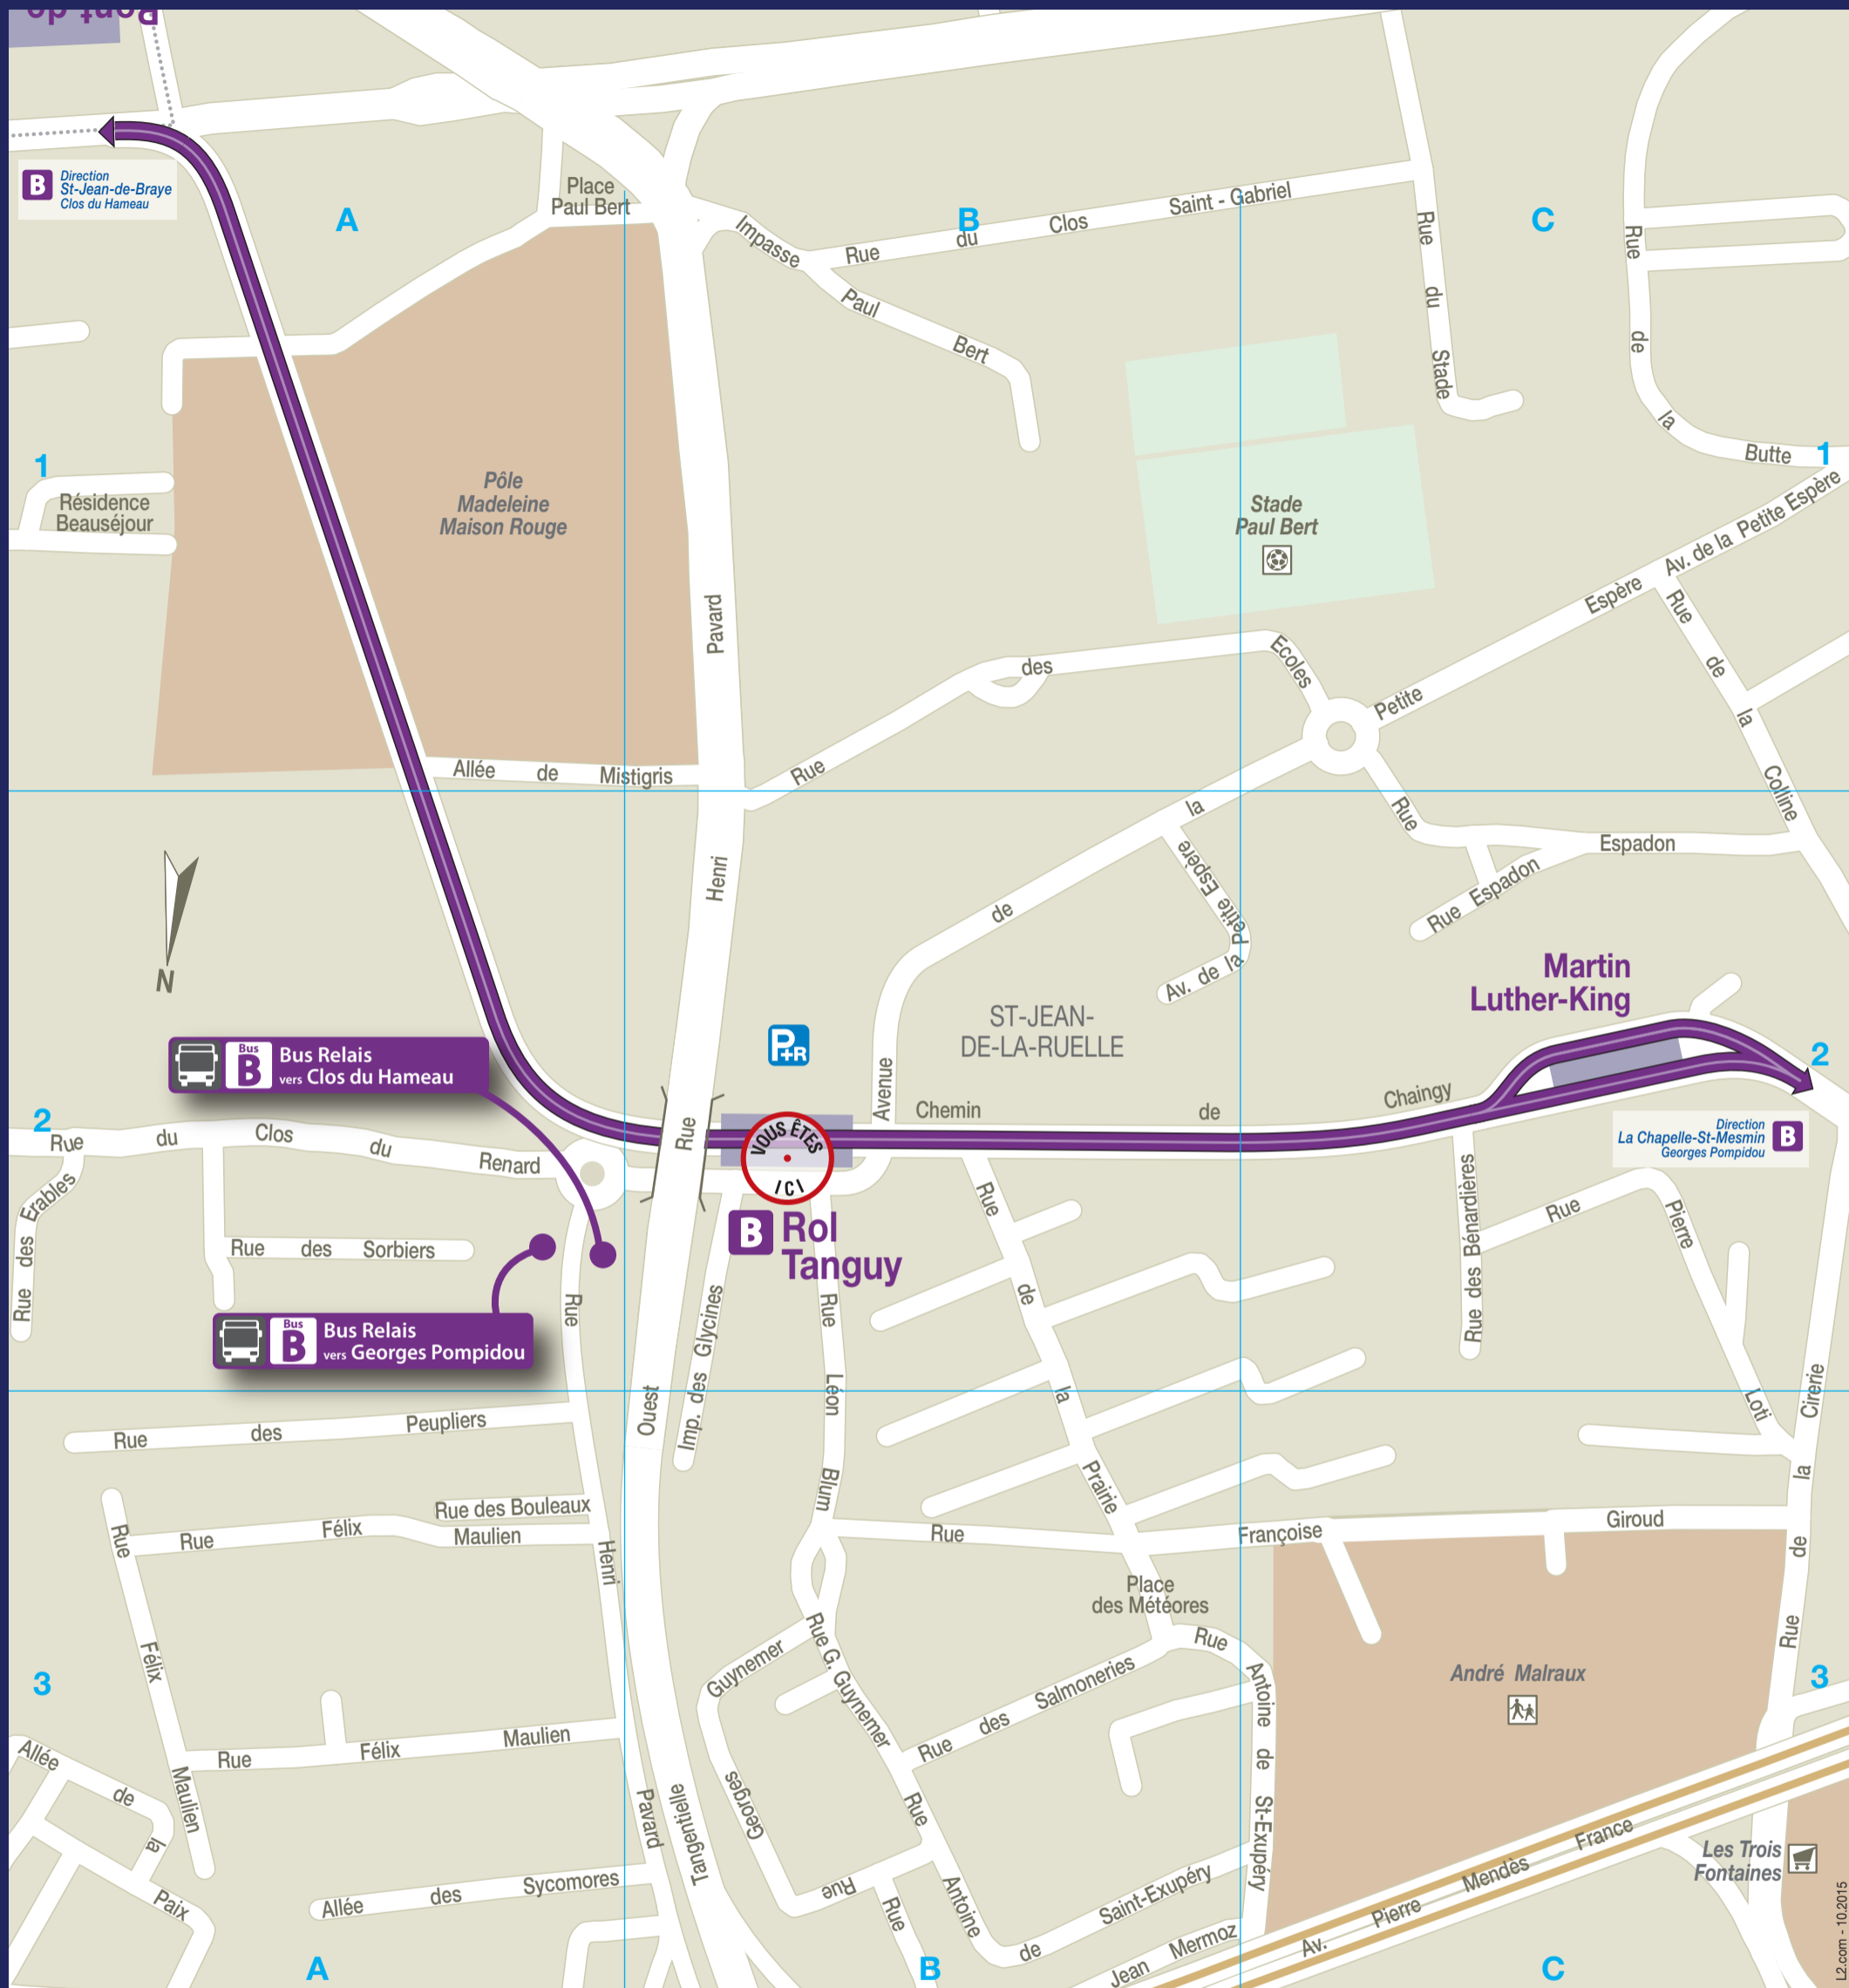 Pont de
B
Direction
St-Jean-de-Braye
Clos du Hameau
A
B
C
Place
Paul Bert
Impasse Paul Bert
Rue du Clos Saint - Gabriel
Rue du Stade
Rue de la Butte
1
1
Résidence
Beauséjour
Pôle
Madeleine
Maison Rouge
Stade
Paul Bert
Av. de la Petite Espère
Rue de la Colline
Rue des Ecoles
Allée de Mistigris
Rue Henri Pavard
Avenue de la Petite Espère
Rue Espadon
Rue Espadon
Av. de la Petite Espère
N
Martin
Luther-King
ST-JEAN-
DE-LA-RUELLE
P+R
Bus
B
Bus Relais
vers Clos du Hameau
2
2
Chemin de Chaingy
Direction
La Chapelle-St-Mesmin
Georges Pompidou
B
VOUS ÊTES
ICI
B Rol
Tanguy
Rue du Clos du Renard
Rue des Erables
Rue des Sorbiers
Bus
B
Bus Relais
vers Georges Pompidou
Imp. des Glycines
Rue Léon Blum
Rue de la Prairie
Rue des Bénardières
Rue Pierre Loti
Rue de la Cirerie
Rue des Peupliers
Rue des Bouleaux
Rue Félix Maulien
Rue Félix Maulien
Rue Félix Maulien
Rue Henri Pavard
Tangentielle Ouest
Rue Françoise Giroud
Place
des Météores
Rue G. Guynemer
Rue Georges Guynemer
Rue des Salmoneries
Rue Antoine de St-Exupéry
Rue Antoine de Saint-Exupéry
André Malraux
3
3
Allée de la Paix
Allée des Sycomores
Rue Jean Mermoz
Av. Pierre Mendès France
Les Trois
Fontaines
A
B
C
L2.com - 10.2015